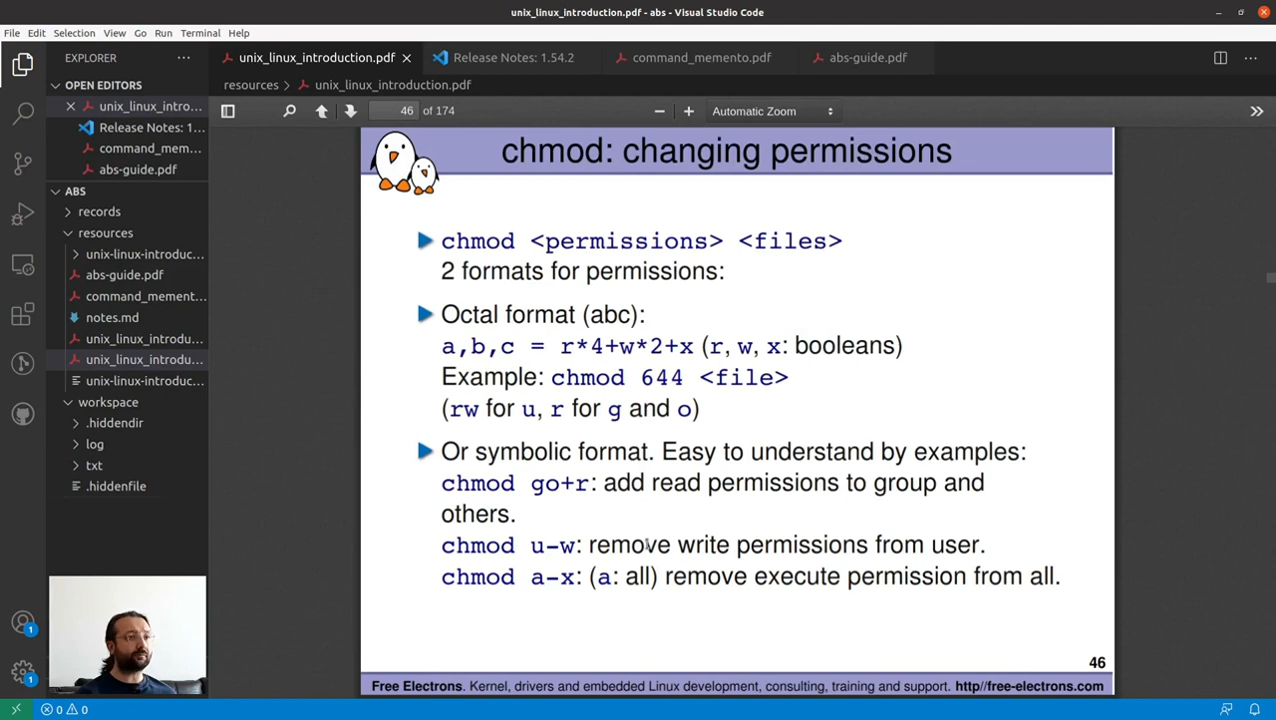 unix_linux_introduction.pdf - abs - Visual Studio Code
File Edit Selection View Go Run Terminal Help
EXPLORER
unix_linux_introduction.pdf
Release Notes: 1.54.2
command_memento.pdf
abs-guide.pdf
OPEN EDITORS
resources > unix_linux_introduction.pdf
unix_linux_intro...
Release Notes: 1...
command_mem...
abs-guide.pdf
46 of 174
Automatic Zoom
ABS
records
resources
unix-linux-introduc...
abs-guide.pdf
command_mement...
notes.md
unix_linux_introdu...
unix_linux_introdu...
unix-linux-introduc...
workspace
.hiddendir
log
txt
.hiddenfile
chmod: changing permissions
chmod <permissions> <files>
2 formats for permissions:
Octal format (abc):
a,b,c = r*4+w*2+x (r, w, x: booleans)
Example: chmod 644 <file>
(rw for u, r for g and o)
Or symbolic format. Easy to understand by examples:
chmod go+r: add read permissions to group and
others.
chmod u-w: remove write permissions from user.
chmod a-x: (a: all) remove execute permission from all.
46
Free Electrons. Kernel, drivers and embedded Linux development, consulting, training and support. http//free-electrons.com
1
1
0 0